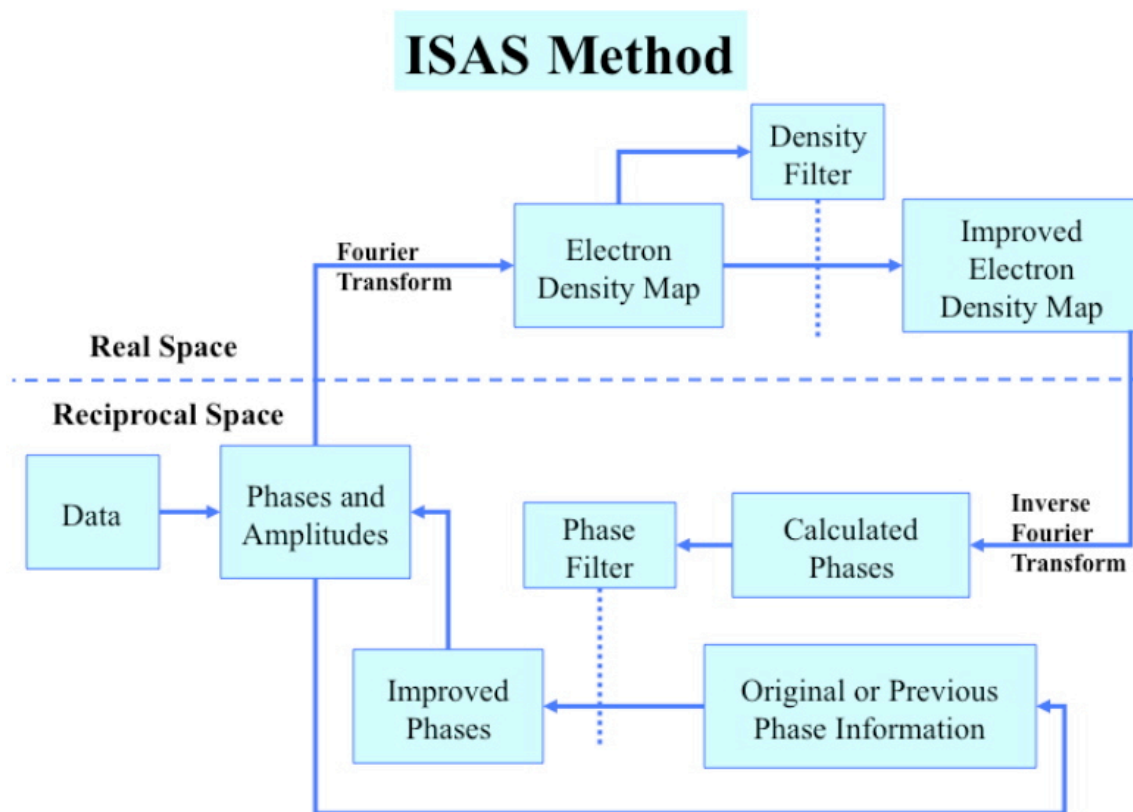 ISAS Method
Density
Filter
Fourier
Transform
Electron
Density Map
Improved
Electron
Density Map
Real Space
Reciprocal Space
Data
Phases and
Amplitudes
Phase
Filter
Calculated
Phases
Inverse
Fourier
Transform
Improved
Phases
Original or Previous
Phase Information